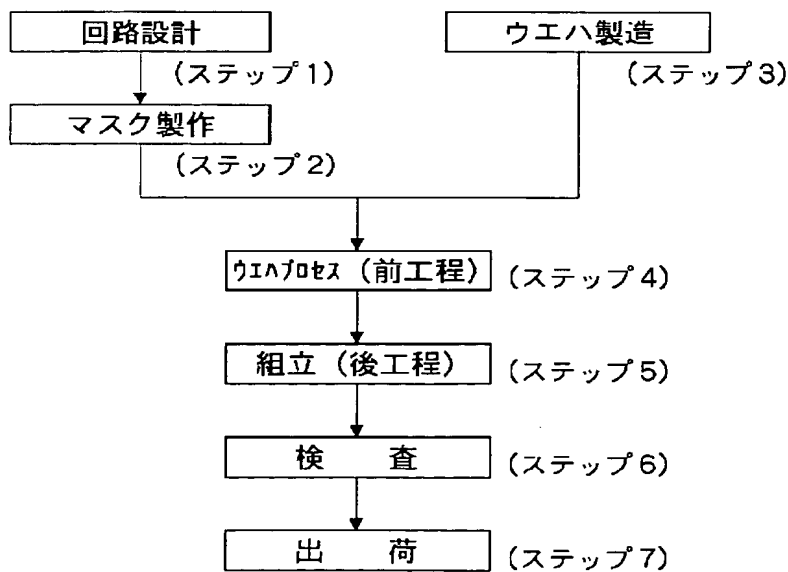 回路設計
(ステップ1)
マスク製作
(ステップ2)
ウエハ製造
(ステップ3)
ウエハプロセス(前工程)
(ステップ4)
組立(後工程)
(ステップ5)
検 査
(ステップ6)
出 荷
(ステップ7)